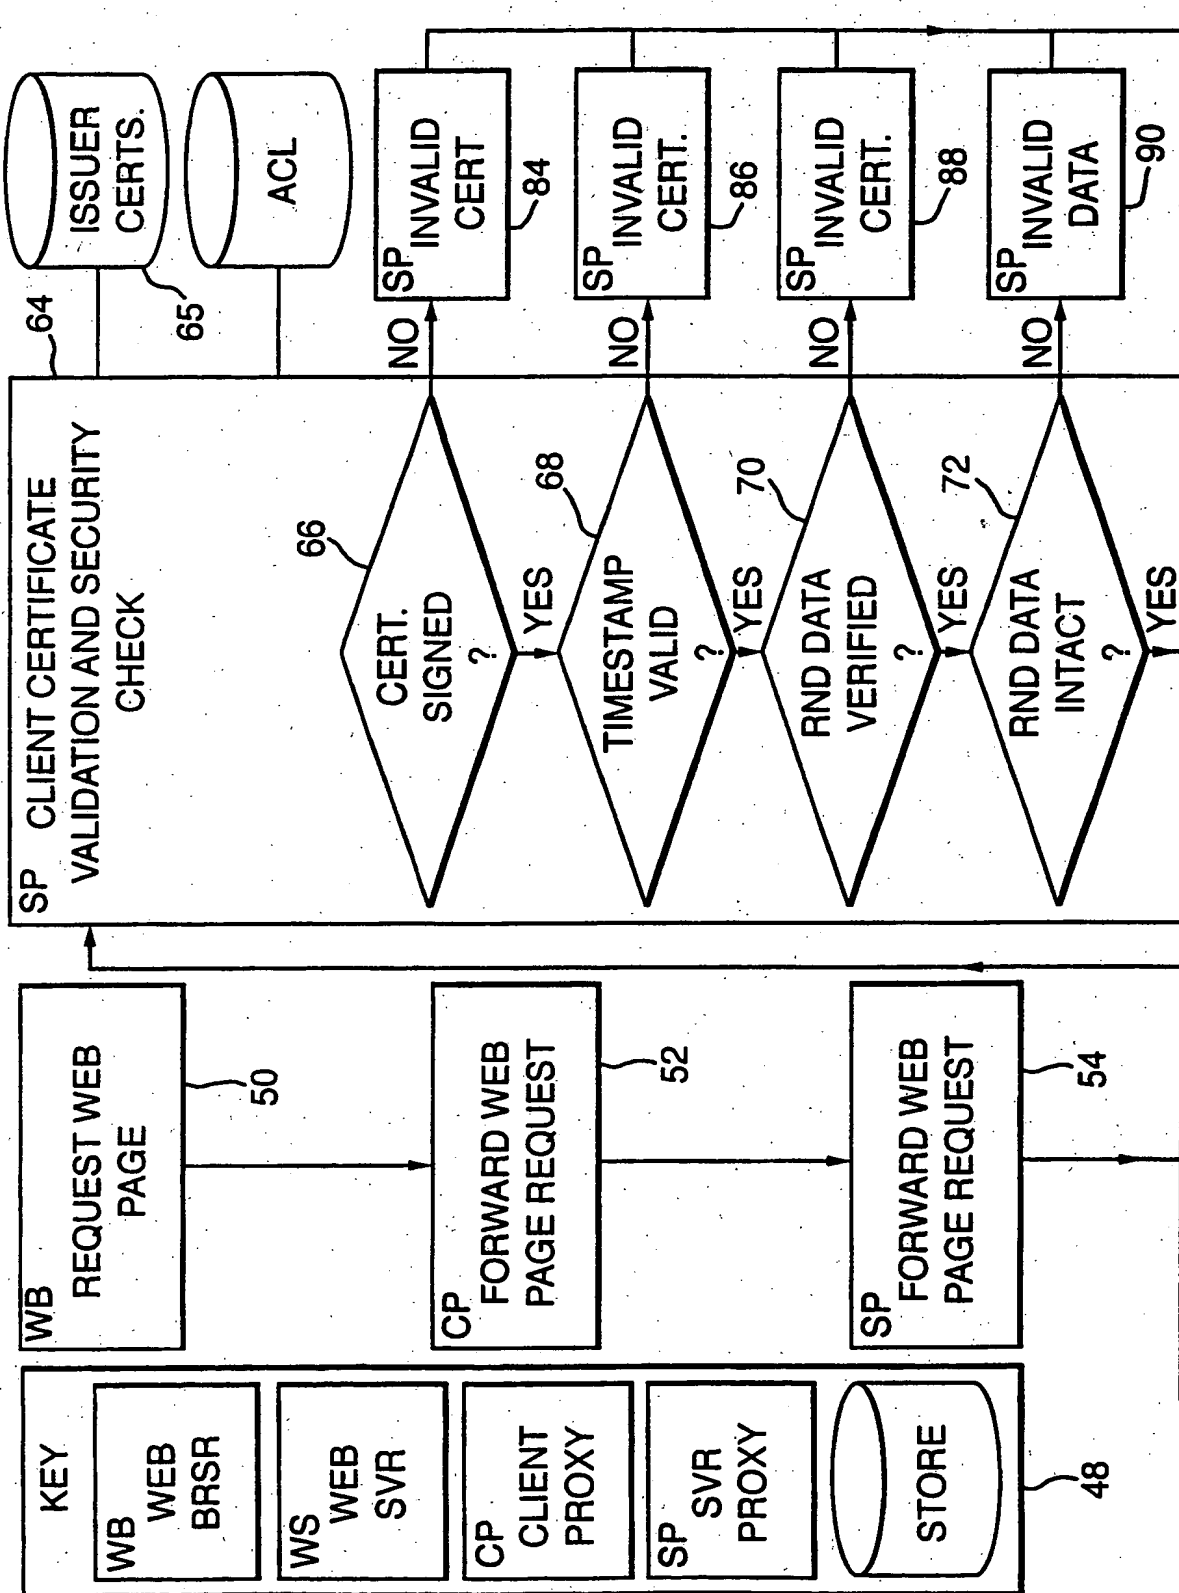 KEY
WB
WEB
BRSR
WS
WEB
SVR
CP
CLIENT
PROXY
SP
SVR
PROXY
STORE
48
WB
REQUEST WEB
PAGE
50
CP
FORWARD WEB
PAGE REQUEST
52
SP
FORWARD WEB
PAGE REQUEST
54
SP CLIENT CERTIFICATE
VALIDATION AND SECURITY
CHECK
64
ISSUER
CERTS.
65
ACL
66
CERT.
SIGNED
?
NO
YES
SP
INVALID
CERT
84
68
TIMESTAMP
VALID
?
NO
YES
SP
INVALID
CERT.
86
70
RND DATA
VERIFIED
?
NO
YES
SP
INVALID
CERT.
88
72
RND DATA
INTACT
?
NO
YES
SP
INVALID
DATA
90